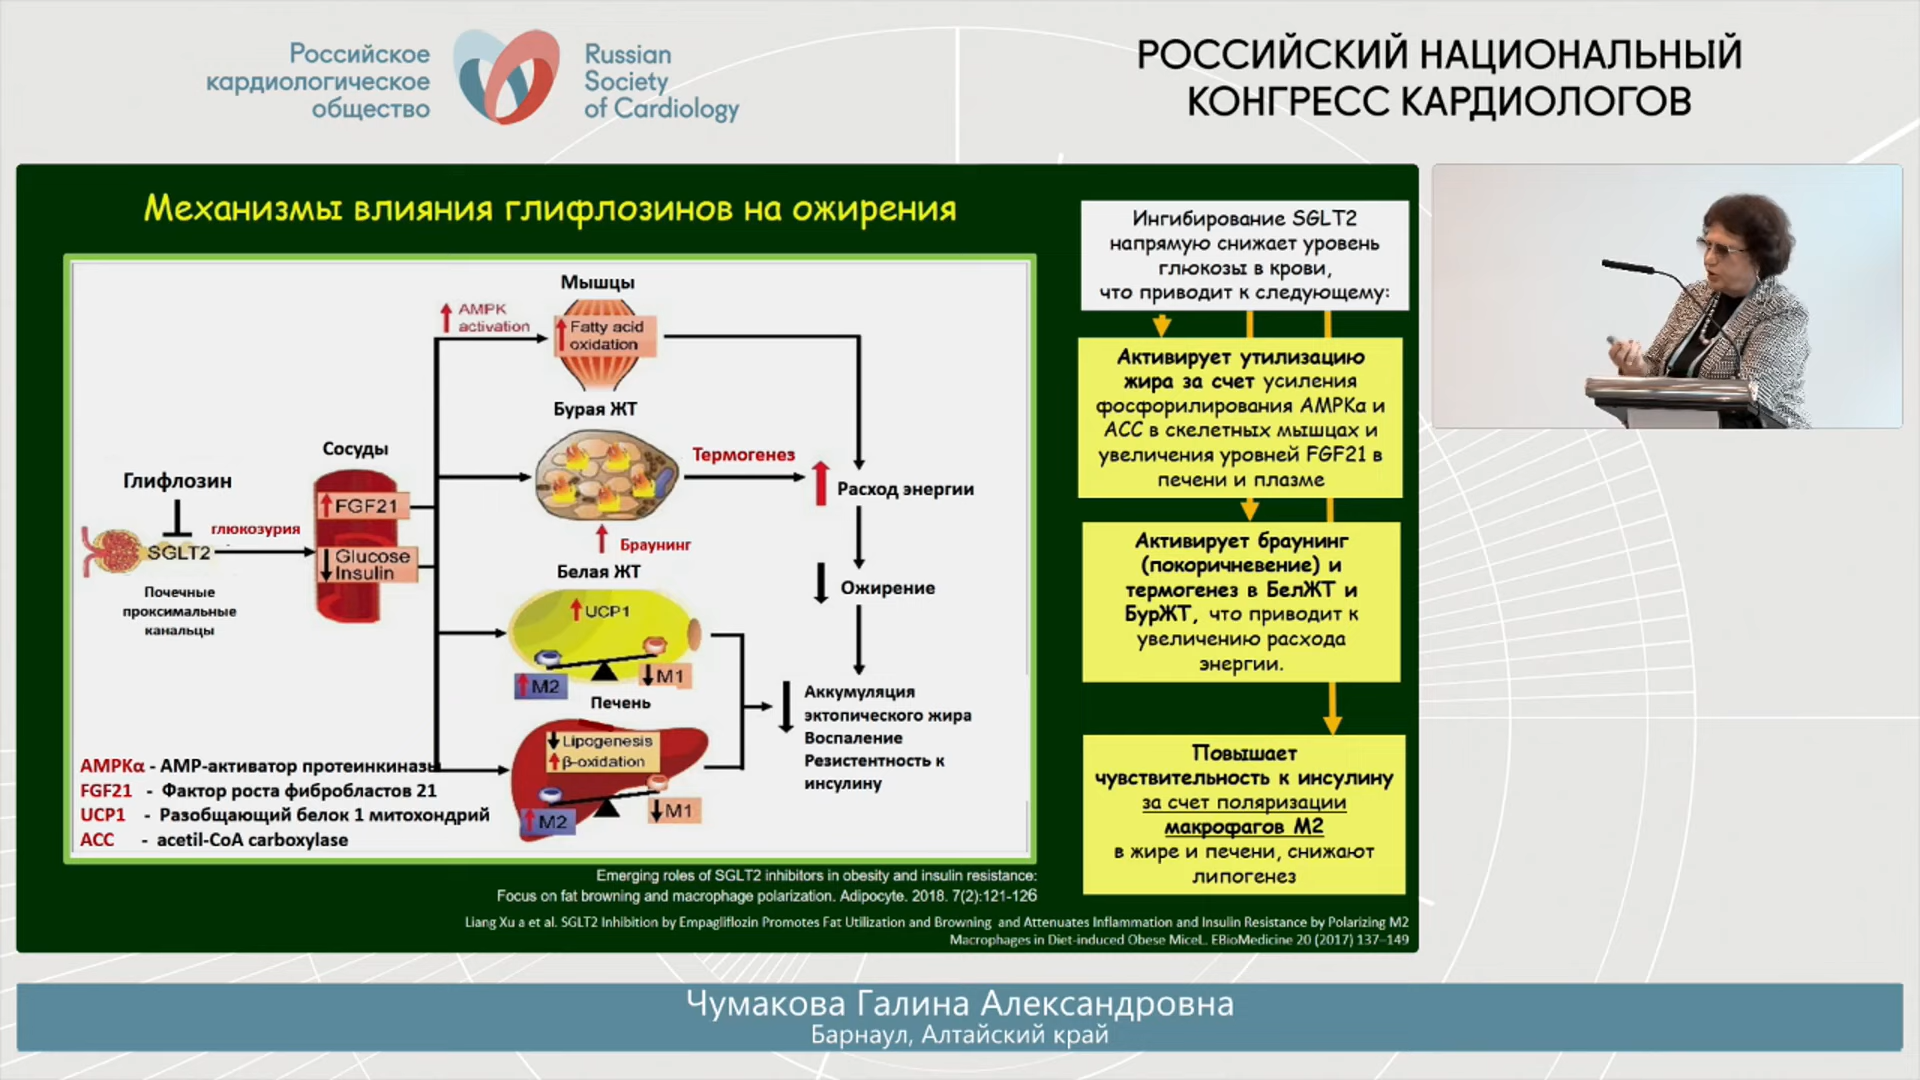 Российское
кардиологическое
общество
Russian
Society
of Cardiology
РОССИЙСКИЙ НАЦИОНАЛЬНЫЙ
КОНГРЕСС КАРДИОЛОГОВ
Механизмы влияния глифлозинов на ожирения
Мышцы
AMPK
activation
Fatty acid
oxidation
Бурая ЖТ
Сосуды
Глифлозин
FGF21
глюкозурия
SGLT2
Glucose
Insulin
Почечные
проксимальные
канальцы
Термогенез
Расход энергии
Браунинг
Белая ЖТ
UCP1
M2
M1
Ожирение
Печень
Lipogenesis
β-oxidation
M2
M1
Аккумуляция
эктопического жира
Воспаление
Резистентность к
инсулину
AMPKα - АМР-активатор протеинкиназы
FGF21 - Фактор роста фибробластов 21
UCP1 - Разобщающий белок 1 митохондрий
ACC - acetil-CoA carboxylase
Ингибирование SGLT2
напрямую снижает уровень
глюкозы в крови,
что приводит к следующему:
Активирует утилизацию
жира за счет усиления
фосфорилирования AMPKα и
ACC в скелетных мышцах и
увеличения уровней FGF21 в
печени и плазме
Активирует браунинг
(покоричневение) и
термогенез в БелЖТ и
БурЖТ, что приводит к
увеличению расхода
энергии.
Повышает
чувствительность к инсулину
за счет поляризации
макрофагов М2
в жире и печени, снижают
липогенез
Emerging roles of SGLT2 inhibitors in obesity and insulin resistance:
Focus on fat browning and macrophage polarization. Adipocyte. 2018. 7(2):121-126
Liang Xu a et al. SGLT2 Inhibition by Empagliflozin Promotes Fat Utilization and Browning and Attenuates Inflammation and Insulin Resistance by Polarizing M2
Macrophages in Diet-induced Obese MiceL. EBioMedicine 20 (2017) 137–149
Чумакова Галина Александровна
Барнаул, Алтайский край